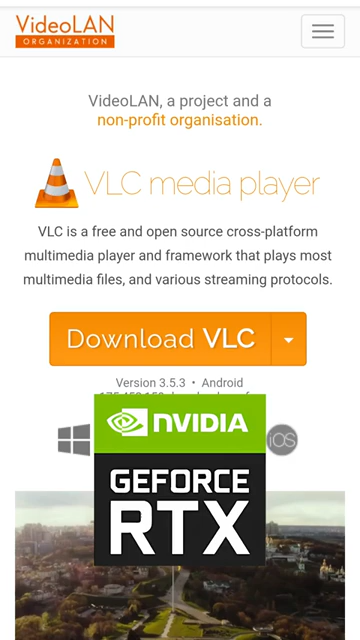 VideoLAN
ORGANIZATION
VideoLAN, a project and a
non-profit organisation.
VLC media player
VLC is a free and open source cross-platform
multimedia player and framework that plays most
multimedia files, and various streaming protocols.
Download VLC
Version 3.5.3 • Android
iOS
NVIDIA
GEFORCE
RTX